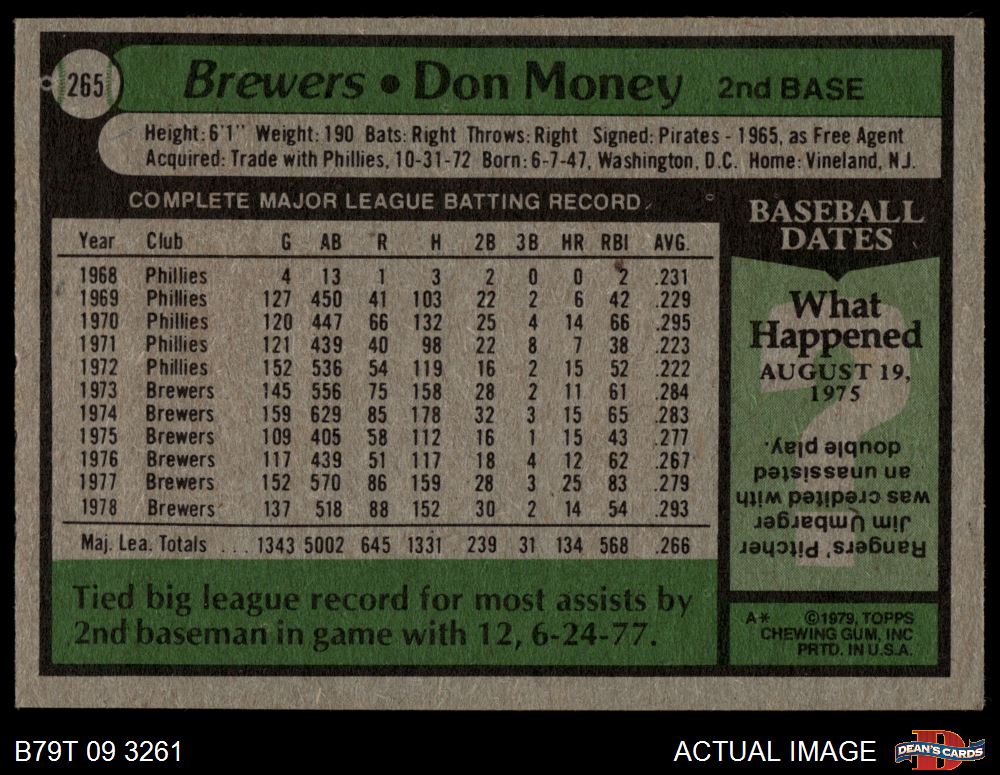 265
Brewers • Don Money 2nd BASE
Height: 6'1" Weight: 190 Bats: Right Throws: Right Signed: Pirates - 1965, as Free Agent
Acquired: Trade with Phillies, 10-31-72 Born: 6-7-47, Washington, D.C. Home: Vineland, N.J.
COMPLETE MAJOR LEAGUE BATTING RECORD
Year Club G AB R H 2B 3B HR RBI AVG.
1968 Phillies 4 13 1 3 2 0 0 2 .231
1969 Phillies 127 450 41 103 22 2 6 42 .229
1970 Phillies 120 447 66 132 25 4 14 66 .295
1971 Phillies 121 439 40 98 22 8 7 38 .223
1972 Phillies 152 536 54 119 16 2 15 52 .222
1973 Brewers 145 556 75 158 28 2 11 61 .284
1974 Brewers 159 629 85 178 32 3 15 65 .283
1975 Brewers 109 405 58 112 16 1 15 43 .277
1976 Brewers 117 439 51 117 18 4 12 62 .267
1977 Brewers 152 570 86 159 28 3 25 83 .279
1978 Brewers 137 518 88 152 30 2 14 54 .293
Maj. Lea. Totals ... 1343 5002 645 1331 239 31 134 568 .266
Tied big league record for most assists by
2nd baseman in game with 12, 6-24-77.
BASEBALL
DATES
What
Happened
AUGUST 19,
1975
Rangers' Pitcher
Jim Umbarger
was credited with
an unassisted
double play.
A* ©1979, TOPPS
CHEWING GUM, INC
PRTD. IN U.S.A.
B79T 09 3261
ACTUAL IMAGE
DEAN'S CARDS